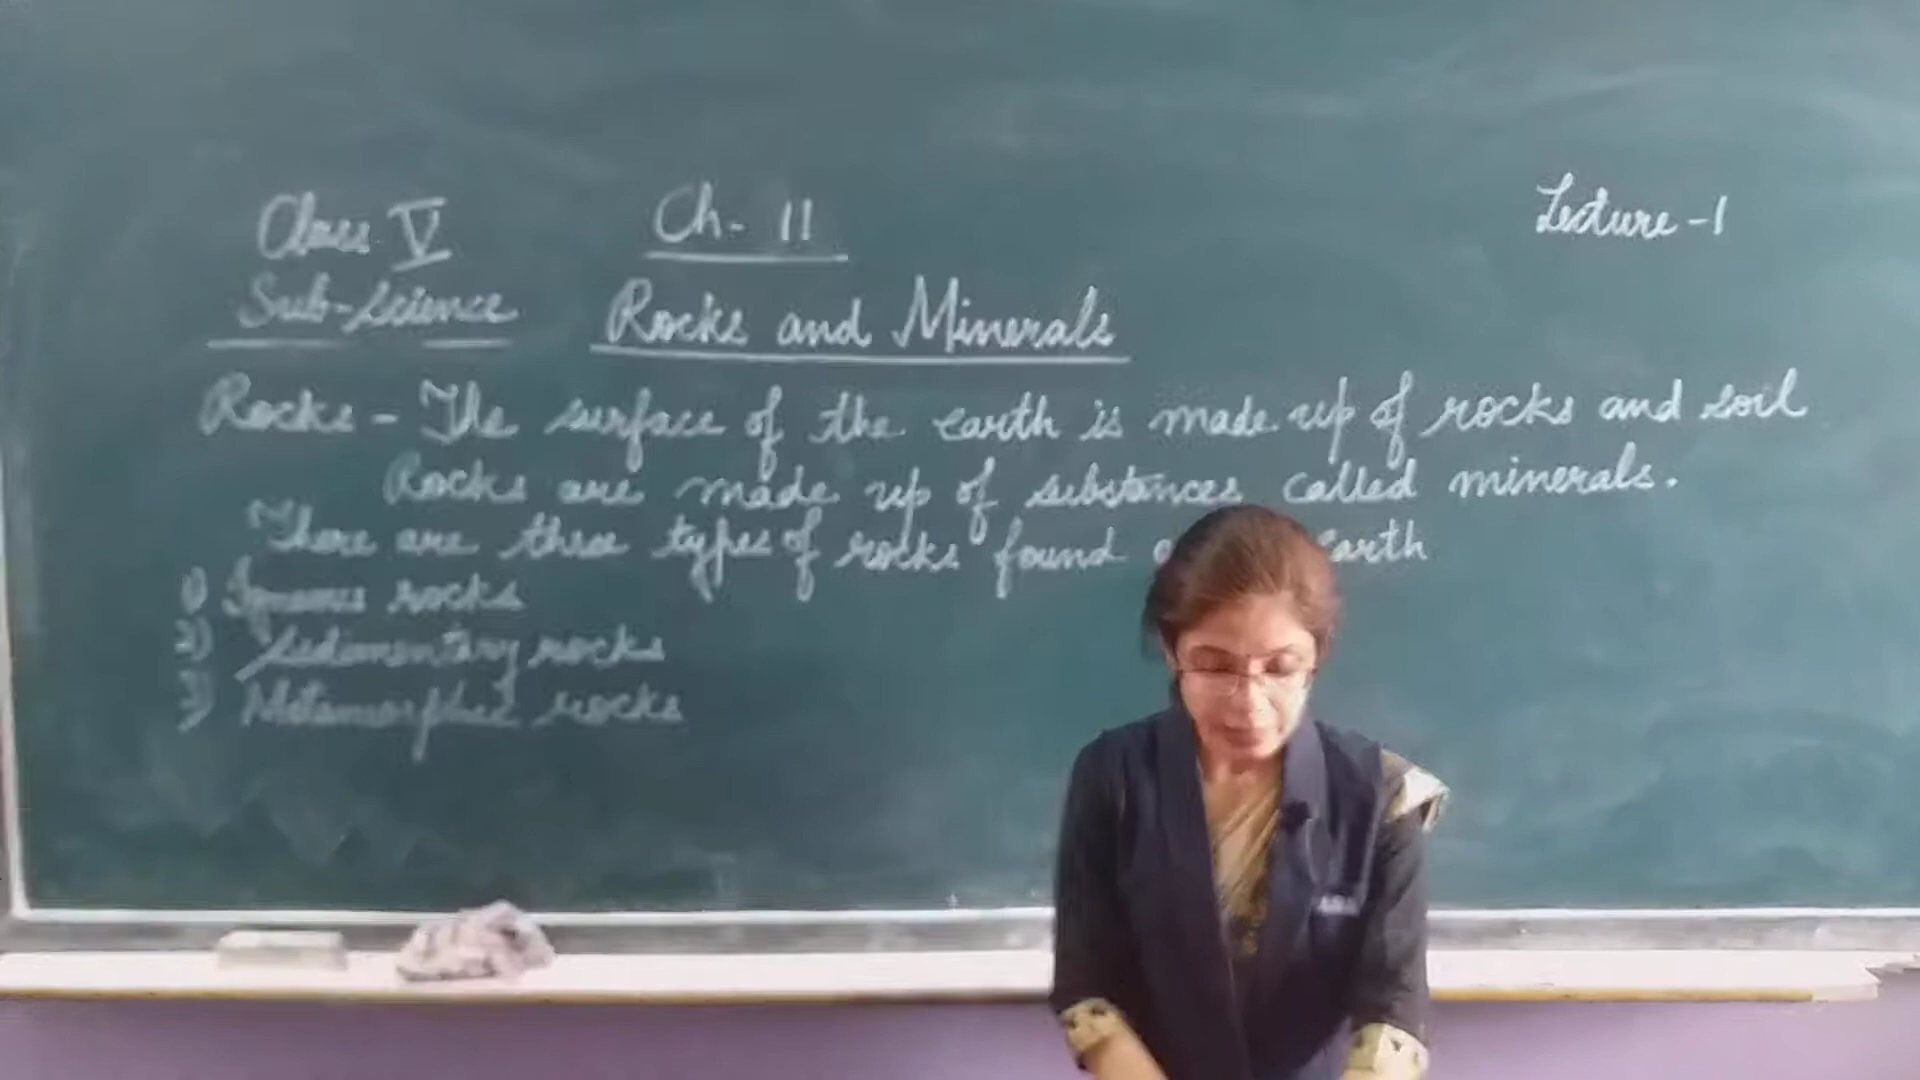 Class V Ch- 11 Lecture -1
Sub-science Rocks and Minerals
Rocks - The surface of the earth is made up of rocks and soil
Rocks are made up of substances called minerals.
There are three types of rocks found earth
1) Igneous rocks
2) Sedimentary rocks
3) Metamorphic rocks